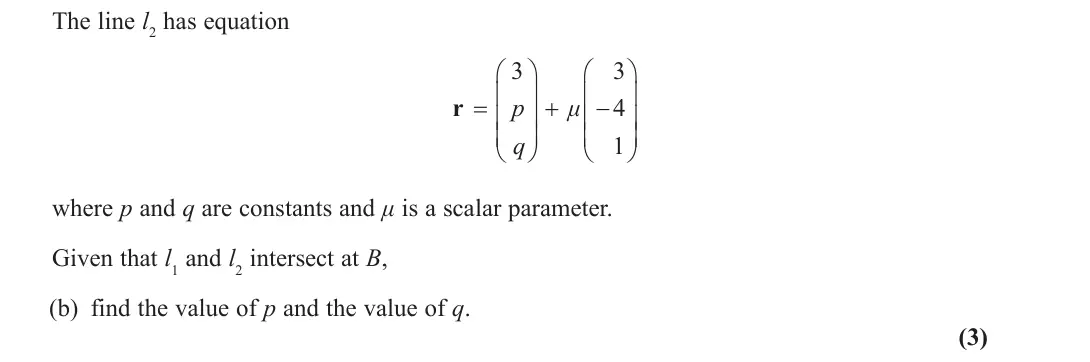 The line l₂ has equation
r = (3 p q) + μ(3 −4 1)
where p and q are constants and μ is a scalar parameter.
Given that l₁ and l₂ intersect at B,
(b) find the value of p and the value of q.
(3)